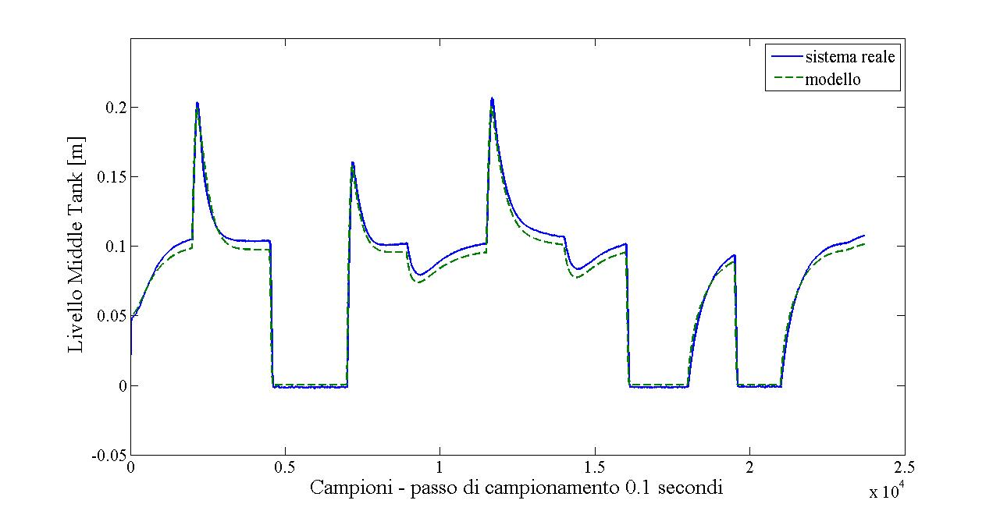 sistema reale
modello
Livello Middle Tank [m]
0.2
0.15
0.1
0.05
0
-0.05
0 0.5 1 1.5 2 2.5
x 10^4
Campioni - passo di campionamento 0.1 secondi